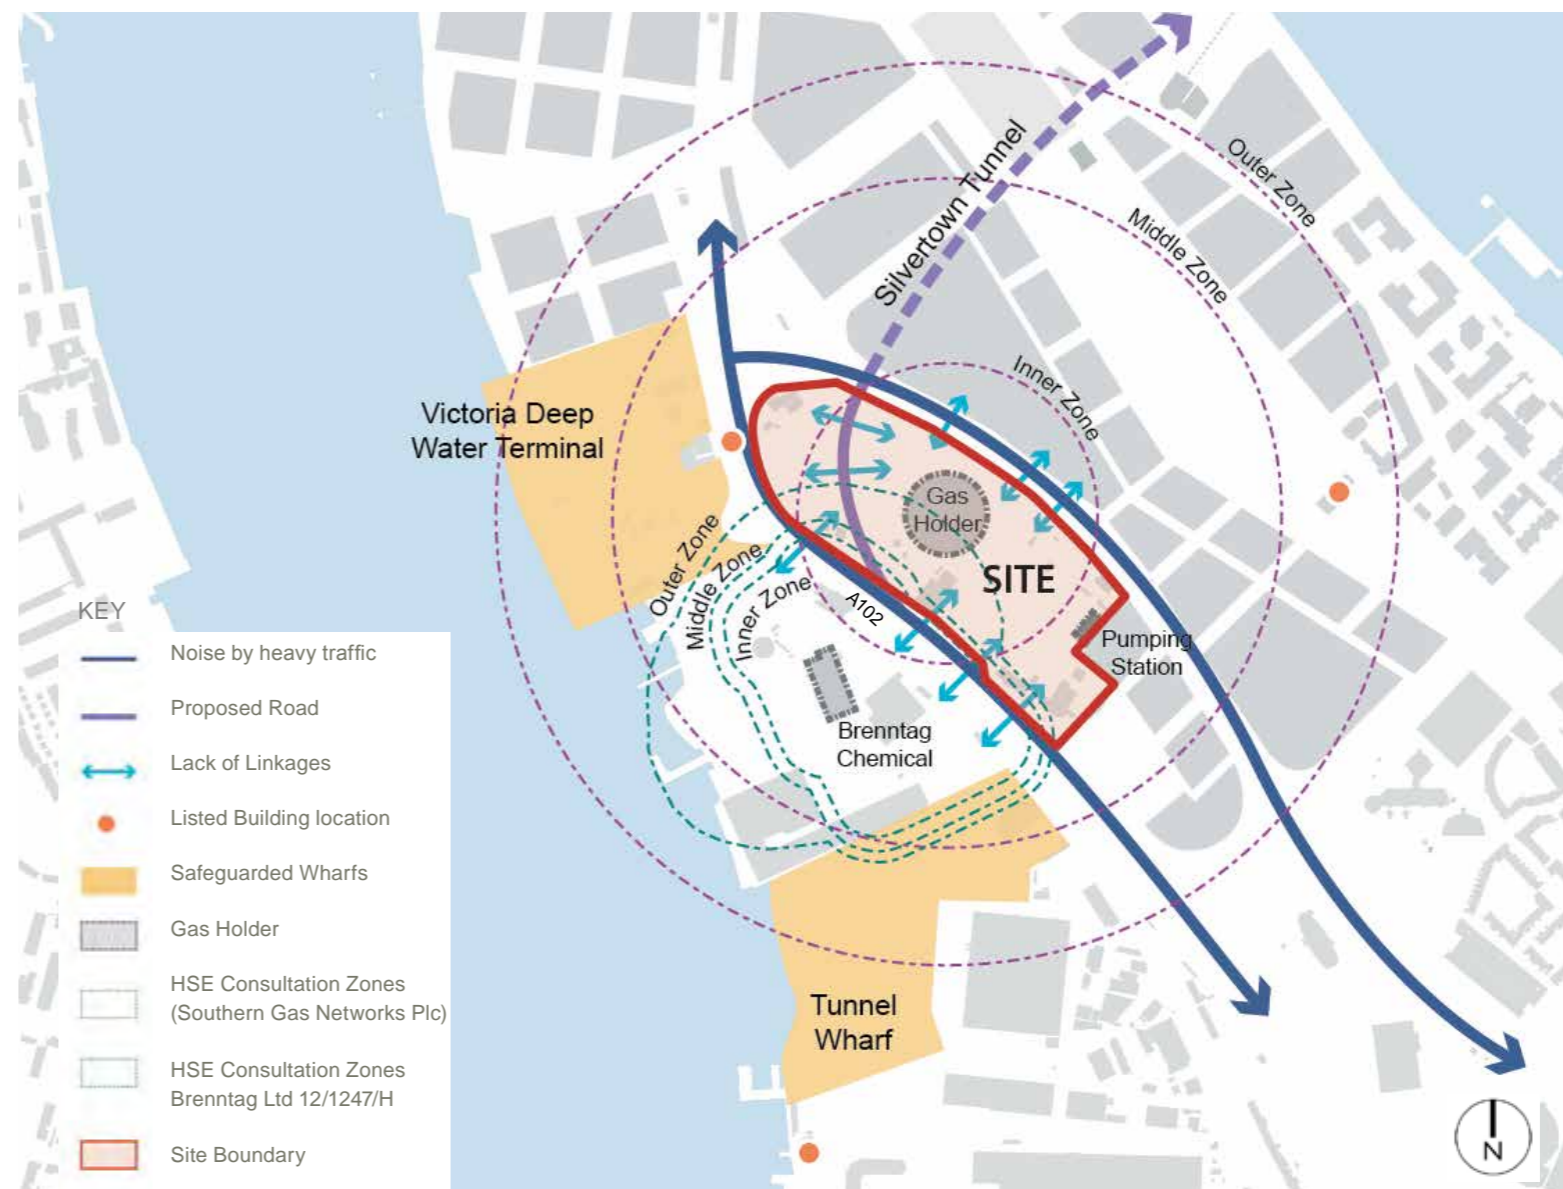 Silvertown Tunnel
Outer Zone
Middle Zone
Inner Zone
Victoria Deep
Water Terminal
Gas
Holder
SITE
Outer Zone
Middle Zone
Inner Zone
A102
Pumping
Station
Brenntag
Chemical
Tunnel
Wharf
KEY
Noise by heavy traffic
Proposed Road
Lack of Linkages
Listed Building location
Safeguarded Wharfs
Gas Holder
HSE Consultation Zones
(Southern Gas Networks Plc)
HSE Consultation Zones
Brenntag Ltd 12/1247/H
Site Boundary
N